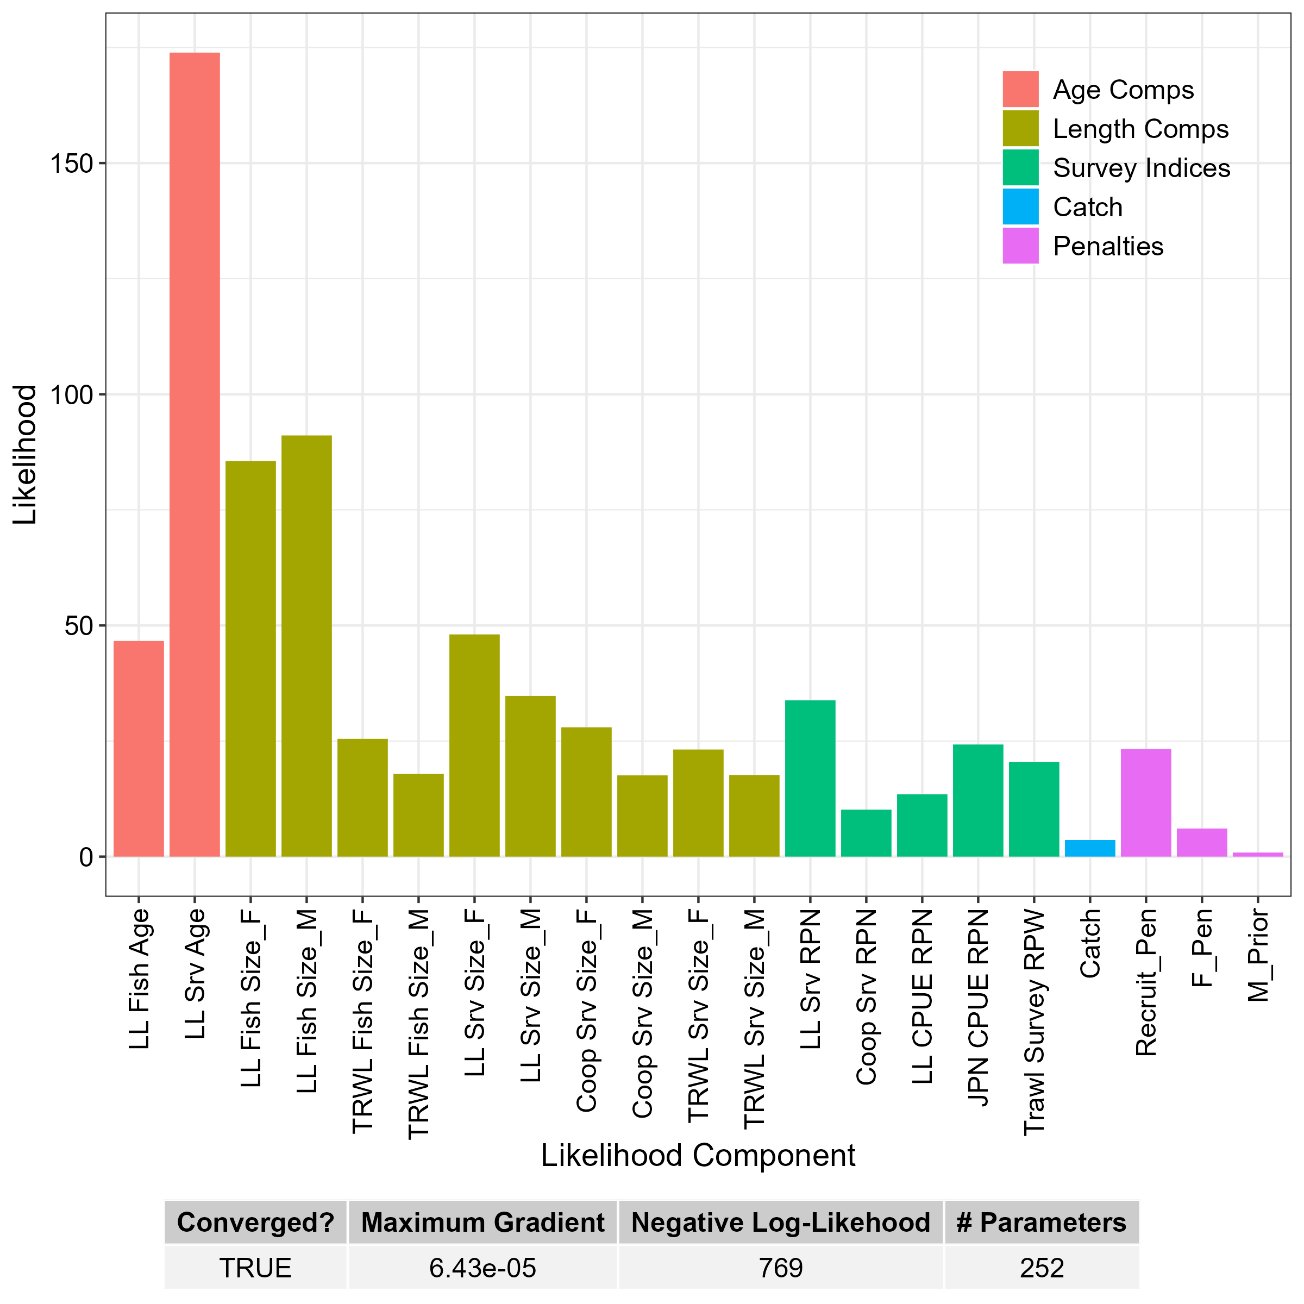 Age Comps
Length Comps
Survey Indices
Catch
Penalties
150
100
50
0
Likelihood
LL Fish Age
LL Srv Age
LL Fish Size_F
LL Fish Size_M
TRWL Fish Size_F
TRWL Fish Size_M
LL Srv Size_F
LL Srv Size_M
Coop Srv Size_F
Coop Srv Size_M
TRWL Srv Size_F
TRWL Srv Size_M
LL Srv RPN
Coop Srv RPN
LL CPUE RPN
JPN CPUE RPN
Trawl Survey RPW
Catch
Recruit_Pen
F_Pen
M_Prior
Likelihood Component
Converged? Maximum Gradient Negative Log-Likehood # Parameters
TRUE 6.43e-05 769 252